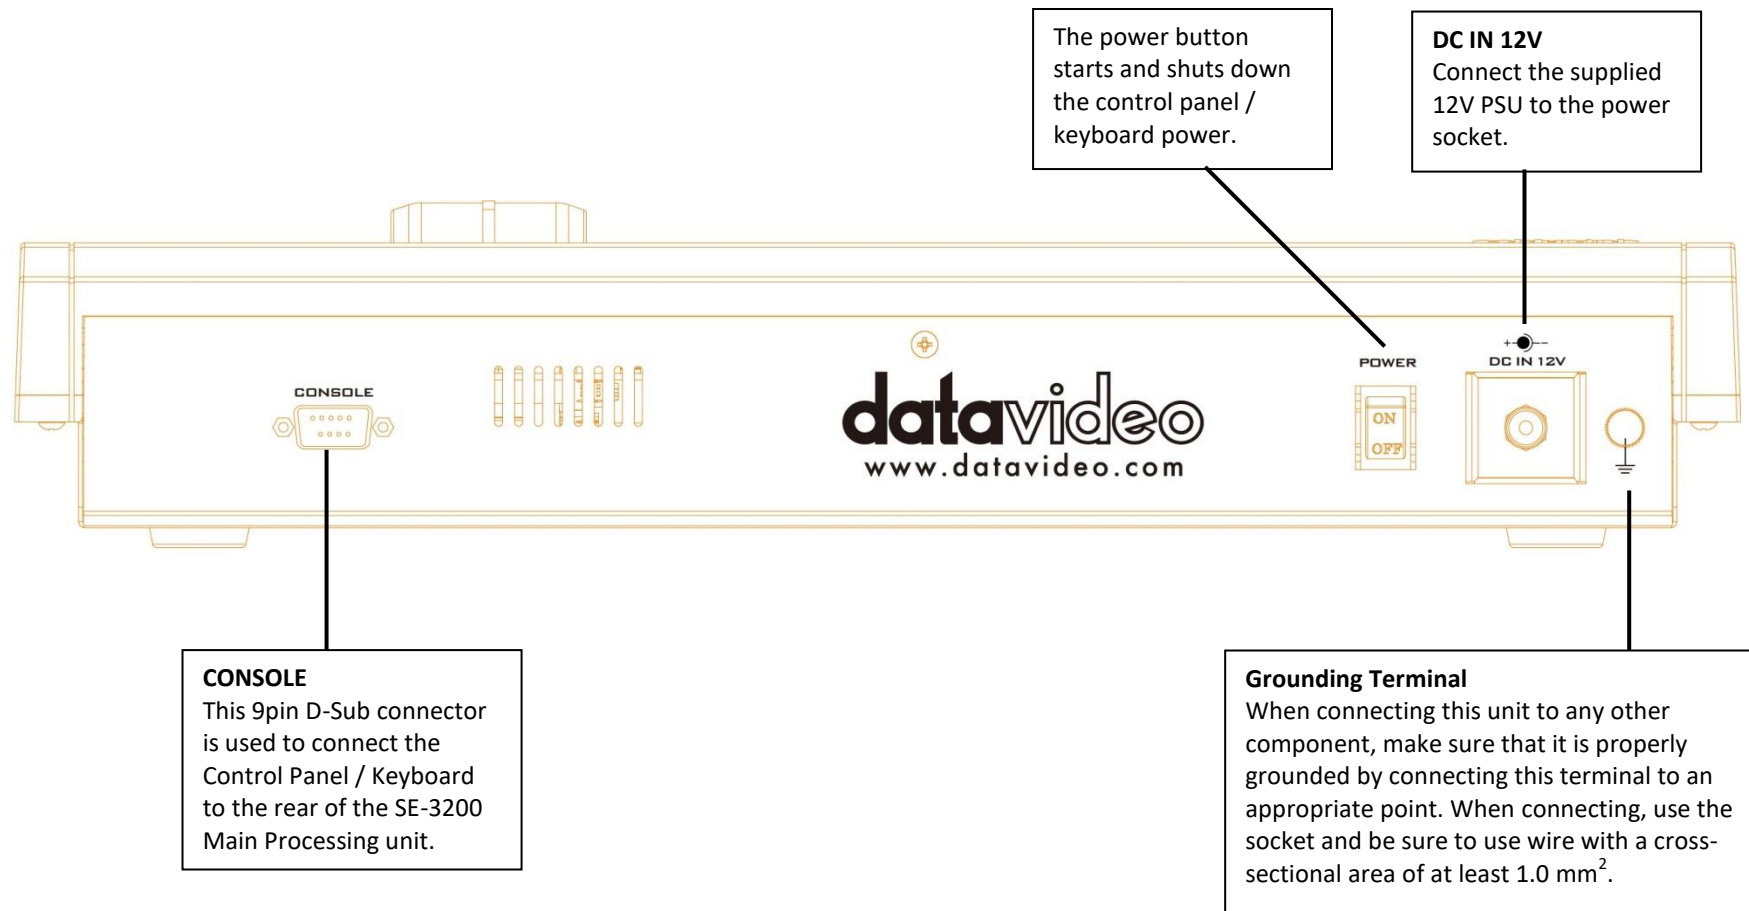 The power button
starts and shuts down
the control panel /
keyboard power.
DC IN 12V
Connect the supplied
12V PSU to the power
socket.
CONSOLE
datavideo
www.datavideo.com
POWER
ON
OFF
+ -
DC IN 12V
CONSOLE
This 9pin D-Sub connector
is used to connect the
Control Panel / Keyboard
to the rear of the SE-3200
Main Processing unit.
Grounding Terminal
When connecting this unit to any other
component, make sure that it is properly
grounded by connecting this terminal to an
appropriate point. When connecting, use the
socket and be sure to use wire with a cross-
sectional area of at least 1.0 mm².